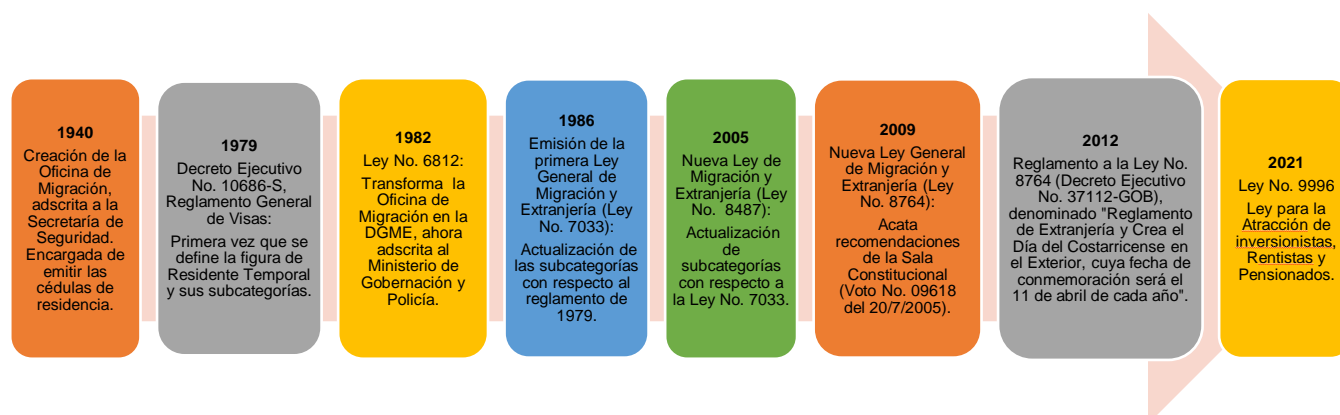 1940
Creación de la
Oficina de
Migración,
adscrita a la
Secretaría de
Seguridad.
Encargada de
emitir las
cédulas de
residencia.
1979
Decreto Ejecutivo
No. 10686-S,
Reglamento General
de Visas:
Primera vez que se
define la figura de
Residente Temporal
y sus subcategorías.
1982
Ley No. 6812:
Transforma la
Oficina de
Migración en la
DGME, ahora
adscrita al
Ministerio de
Gobernación y
Policía.
1986
Emisión de la
primera Ley
General de
Migración y
Extranjería (Ley
No. 7033):
Actualización de
las subcategorías
con respecto al
reglamento de
1979.
2005
Nueva Ley de
Migración y
Extranjería (Ley
No. 8487):
Actualización
de
subcategorías
con respecto a
la Ley No. 7033.
2009
Nueva Ley General
de Migración y
Extranjería (Ley
No. 8764):
Acata
recomendaciones
de la Sala
Constitucional
(Voto No. 09618
del 20/7/2005).
2012
Reglamento a la Ley No.
8764 (Decreto Ejecutivo
No. 37112-GOB),
denominado "Reglamento
de Extranjería y Crea el
Día del Costarricense en
el Exterior, cuya fecha de
conmemoración será el
11 de abril de cada año".
2021
Ley No. 9996
Ley para la
Atracción de
inversionistas,
Rentistas y
Pensionados.